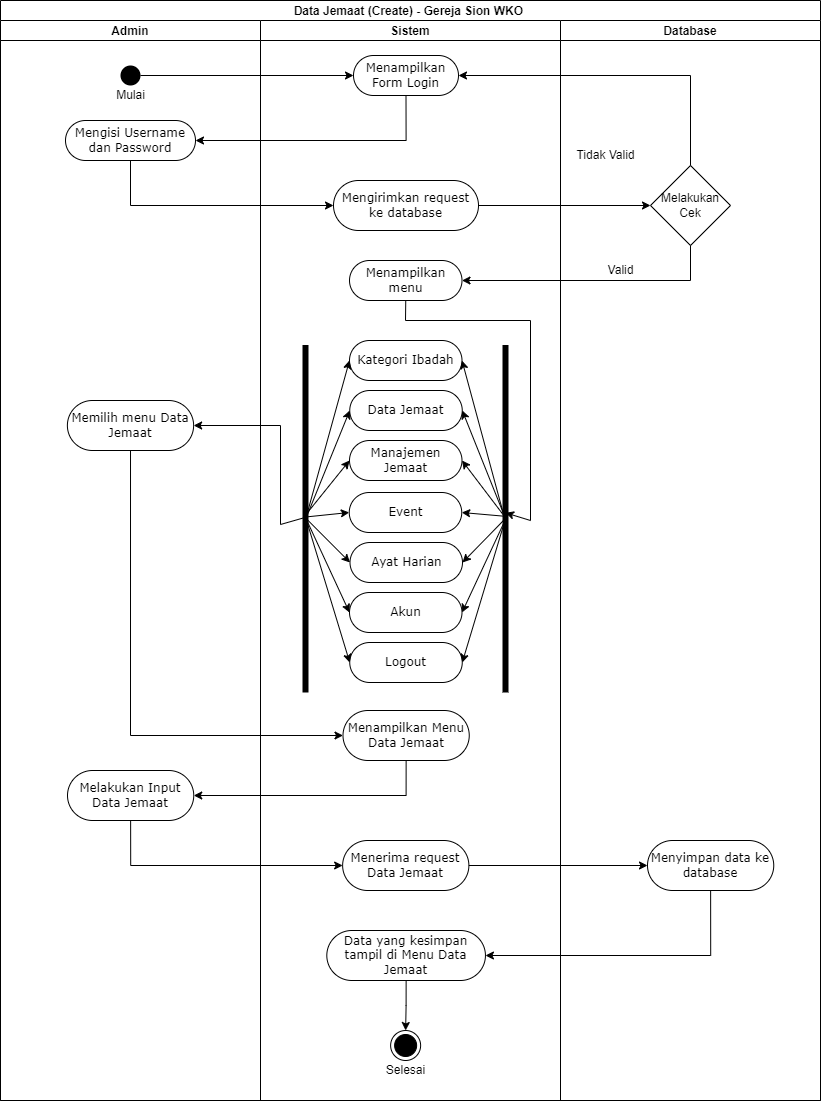 Data Jemaat (Create) - Gereja Sion WKO
Admin
Sistem
Database
Mulai
Menampilkan
Form Login
Mengisi Username
dan Password
Tidak Valid
Mengirimkan request
ke database
Melakukan
Cek
Menampilkan
menu
Valid
Kategori Ibadah
Data Jemaat
Memilih menu Data
Jemaat
Manajemen
Jemaat
Event
Ayat Harian
Akun
Logout
Menampilkan Menu
Data Jemaat
Melakukan Input
Data Jemaat
Menerima request
Data Jemaat
Menyimpan data ke
database
Data yang kesimpan
tampil di Menu Data
Jemaat
Selesai